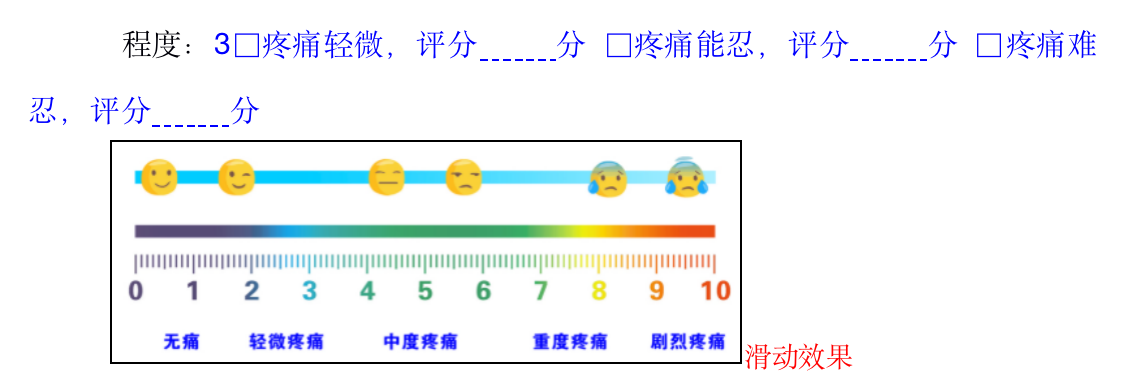 程度：3□疼痛轻微，评分______分 □疼痛能忍，评分______分 □疼痛难
忍，评分______分
0 1 2 3 4 5 6 7 8 9 10
无痛 轻微疼痛 中度疼痛 重度疼痛 剧烈疼痛
滑动效果